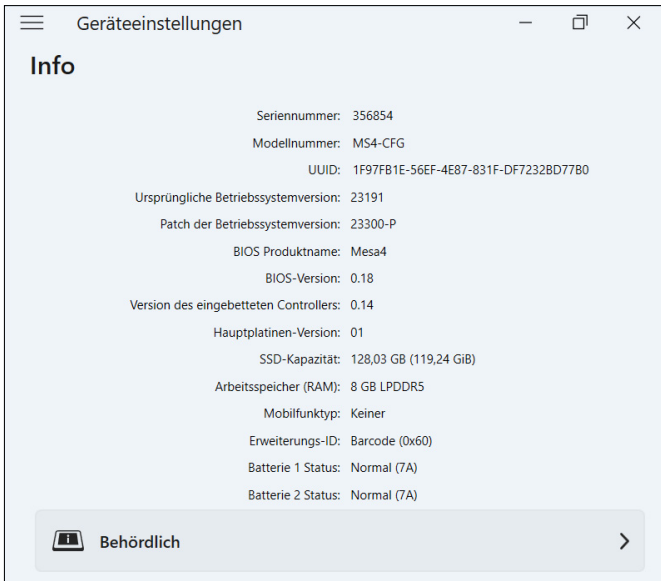 Geräteeinstellungen
Info
Seriennummer: 356854
Modellnummer: MS4-CFG
UUID: 1F97FB1E-56EF-4E87-831F-DF7232BD77B0
Ursprüngliche Betriebssystemversion: 23191
Patch der Betriebssystemversion: 23300-P
BIOS Produktname: Mesa4
BIOS-Version: 0.18
Version des eingebetteten Controllers: 0.14
Hauptplatinen-Version: 01
SSD-Kapazität: 128,03 GB (119,24 GiB)
Arbeitsspeicher (RAM): 8 GB LPDDR5
Mobilfunktyp: Keiner
Erweiterungs-ID: Barcode (0x60)
Batterie 1 Status: Normal (7A)
Batterie 2 Status: Normal (7A)
Behördlich